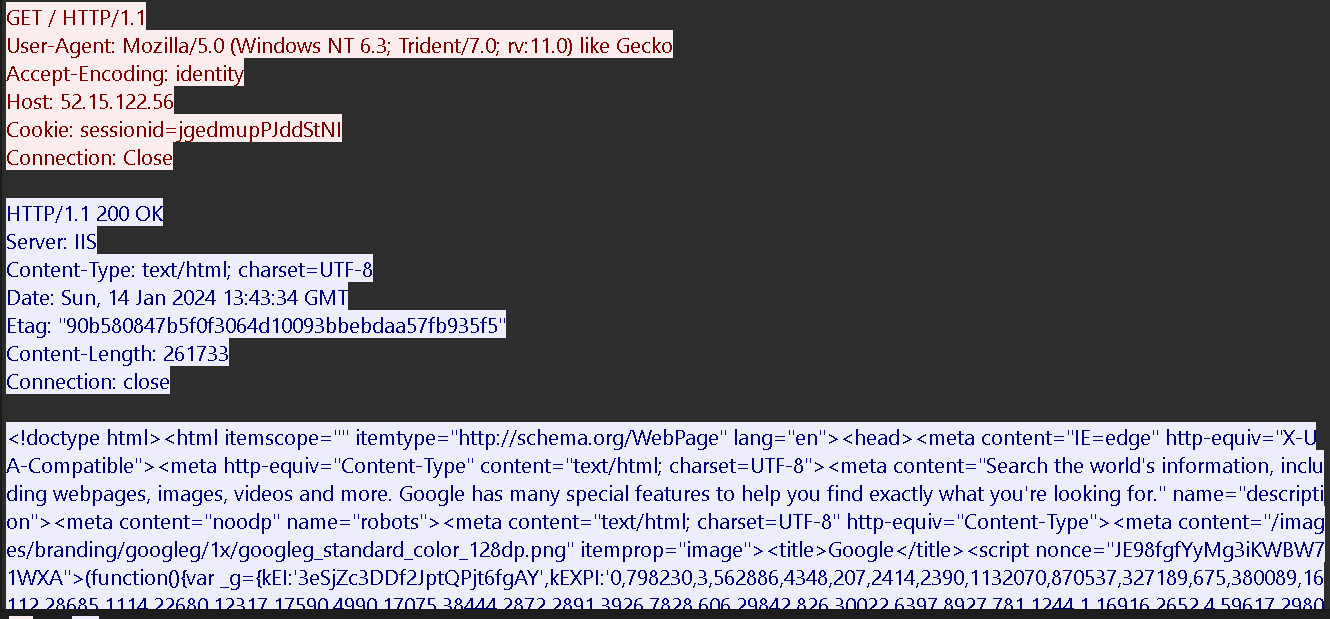 GET / HTTP/1.1
User-Agent: Mozilla/5.0 (Windows NT 6.3; Trident/7.0; rv:11.0) like Gecko
Accept-Encoding: identity
Host: 52.15.122.56
Cookie: sessionid=jgedmupPJddStNI
Connection: Close
HTTP/1.1 200 OK
Server: IIS
Content-Type: text/html; charset=UTF-8
Date: Sun, 14 Jan 2024 13:43:34 GMT
Etag: "90b580847b5f0f3064d10093bbebdaa57fb935f5"
Content-Length: 261733
Connection: close
<!doctype html><html itemscope="" itemtype="http://schema.org/WebPage" lang="en"><head><meta content="IE=edge" http-equiv="X-U
A-Compatible"><meta http-equiv="Content-Type" content="text/html; charset=UTF-8"><meta content="Search the world's information, inclu
ding webpages, images, videos and more. Google has many special features to help you find exactly what you're looking for." name="descripti
on"><meta content="noodp" name="robots"><meta content="text/html; charset=UTF-8" http-equiv="Content-Type"><meta content="/imag
es/branding/googleg/1x/googleg_standard_color_128dp.png" itemprop="image"><title>Google</title><script nonce="JE98fgfYyMg3iKWBW7
1WXA">(function(){var _g={kEI:'3eSjZc3DDf2JptQPjt6fgAY',kEXPI:'0,798230,3,562886,4348,207,2414,2390,1132070,870537,327189,675,380089,16
112,28685,1114,22680,12317,17590,4990,17075,38444,2872,2891,3926,7828,606,29842,826,30022,6397,8927,781,1244,1,16916,2652,4,59617,2980